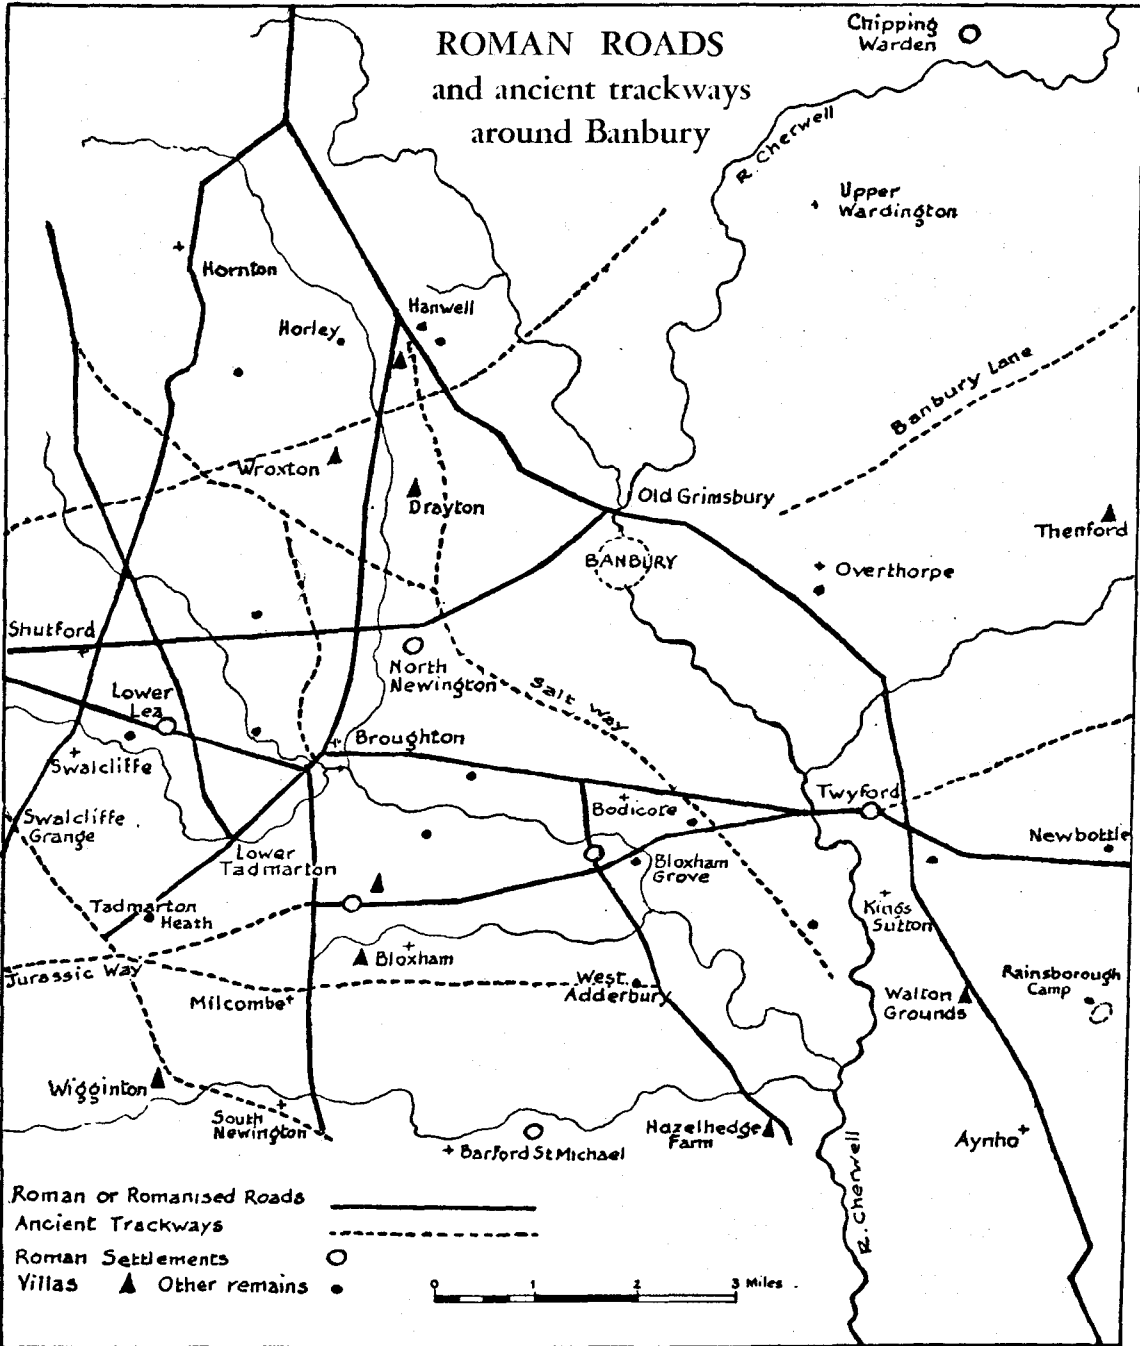 ROMAN ROADS
and ancient trackways
around Banbury
Chipping
Warden
R. Cherwell
Upper
Wardington
Hornton
Hanwell
Horley
Banbury Lane
Wroxton
Drayton
Old Grimsbury
Thenford
BANBURY
Overthorpe
Shutford
North
Newington
Salt Way
Lower
Lea
Broughton
Swalcliffe
Twyford
Bodicote
Swalcliffe
Grange
Newbottle
Lower
Tadmarton
Bloxham
Grove
Tadmarton
Heath
Kings
Sutton
Bloxham
Jurassic Way
West
Adderbury
Rainsborough
Camp
Milcombe
Walton
Grounds
Wigginton
South
Newington
Hazelhedge
Farm
Aynho
Barford St Michael
R. Cherwell
Roman or Romanised Roads
Ancient Trackways
Roman Settlements
Villas Other remains
0 1 2 3 Miles